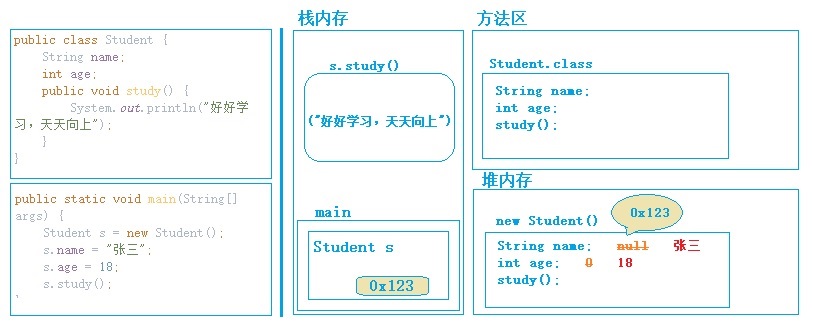 public class Student {
String name;
int age;
public void study() {
System.out.println("好好学
习，天天向上");
}
}
public static void main(String[]
args) {
Student s = new Student();
s.name = "张三";
s.age = 18;
s.study();
栈内存
s.study()
("好好学习，天天向上")
main
Student s
0x123
方法区
Student.class
String name;
int age;
study();
堆内存
new Student()
0x123
String name; null 张三
int age; 0 18
study();